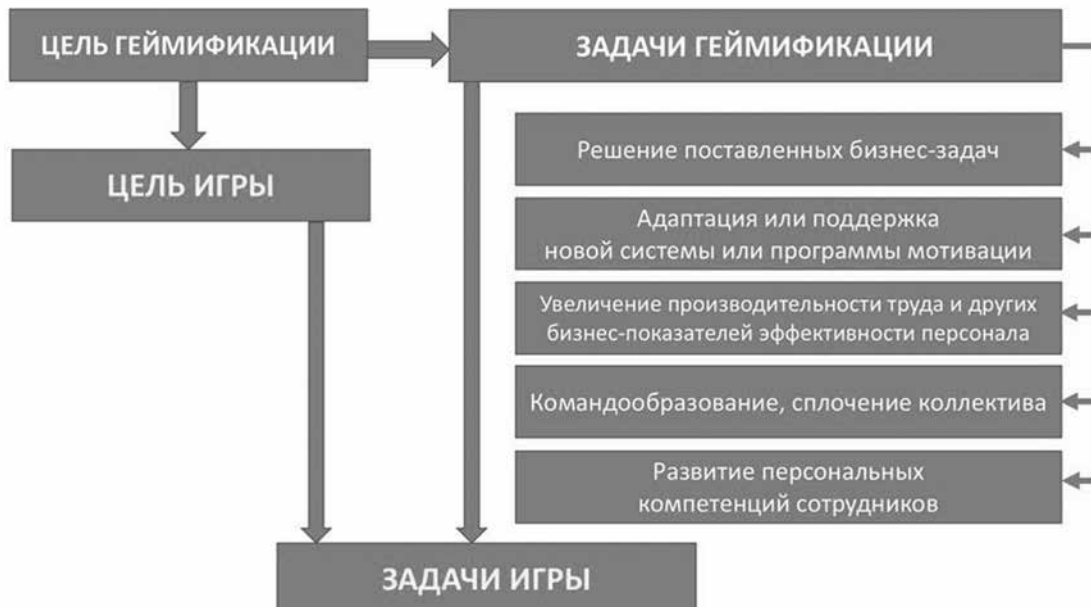 ЦЕЛЬ ГЕЙМИФИКАЦИИ
ЗАДАЧИ ГЕЙМИФИКАЦИИ
ЦЕЛЬ ИГРЫ
Решение поставленных бизнес-задач
Адаптация или поддержка
новой системы или программы мотивации
Увеличение производительности труда и других
бизнес-показателей эффективности персонала
Командообразование, сплочение коллектива
Развитие персональных
компетенций сотрудников
ЗАДАЧИ ИГРЫ